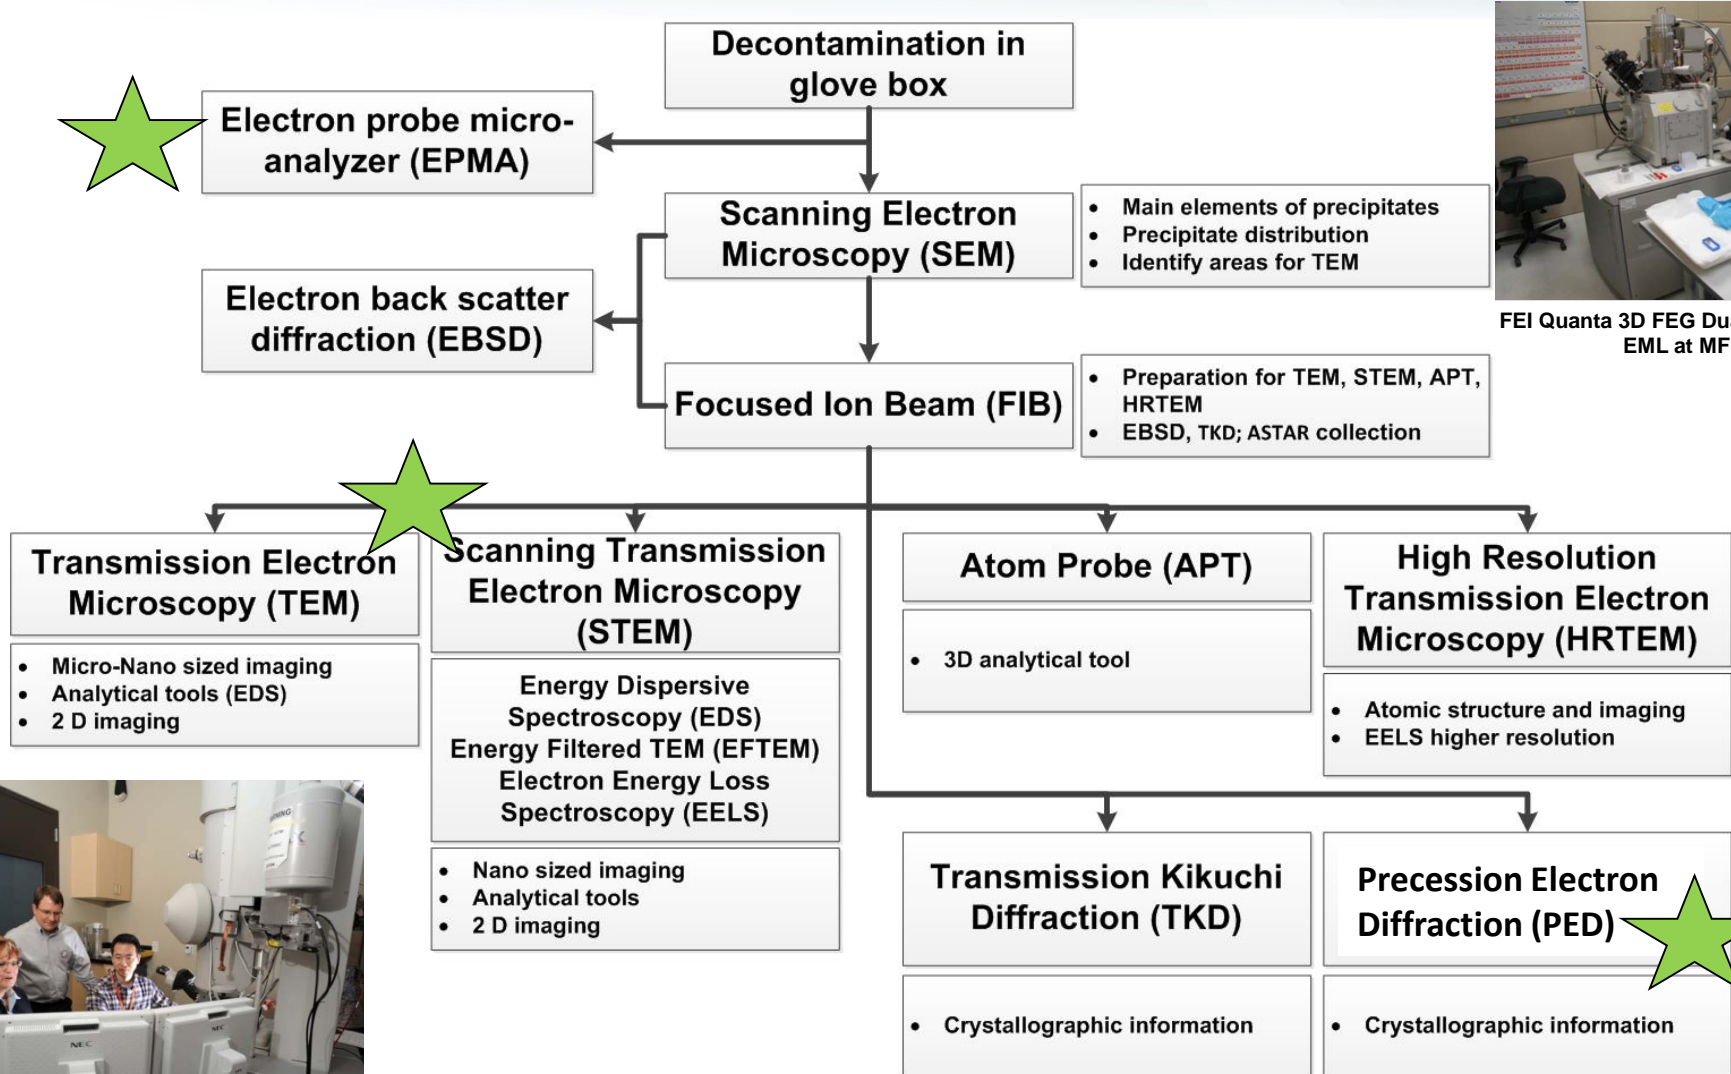 Decontamination in
glove box
Electron probe micro-
analyzer (EPMA)
Scanning Electron
Microscopy (SEM)
• Main elements of precipitates
• Precipitate distribution
• Identify areas for TEM
FEI Quanta 3D FEG Dua
EML at MF
Electron back scatter
diffraction (EBSD)
Focused Ion Beam (FIB)
• Preparation for TEM, STEM, APT,
HRTEM
• EBSD, TKD; ASTAR collection
Transmission Electron
Microscopy (TEM)
• Micro-Nano sized imaging
• Analytical tools (EDS)
• 2 D imaging
Scanning Transmission
Electron Microscopy
(STEM)
Energy Dispersive
Spectroscopy (EDS)
Energy Filtered TEM (EFTEM)
Electron Energy Loss
Spectroscopy (EELS)
• Nano sized imaging
• Analytical tools
• 2 D imaging
Atom Probe (APT)
• 3D analytical tool
High Resolution
Transmission Electron
Microscopy (HRTEM)
• Atomic structure and imaging
• EELS higher resolution
Transmission Kikuchi
Diffraction (TKD)
• Crystallographic information
Precession Electron
Diffraction (PED)
• Crystallographic information
NEC
NEC